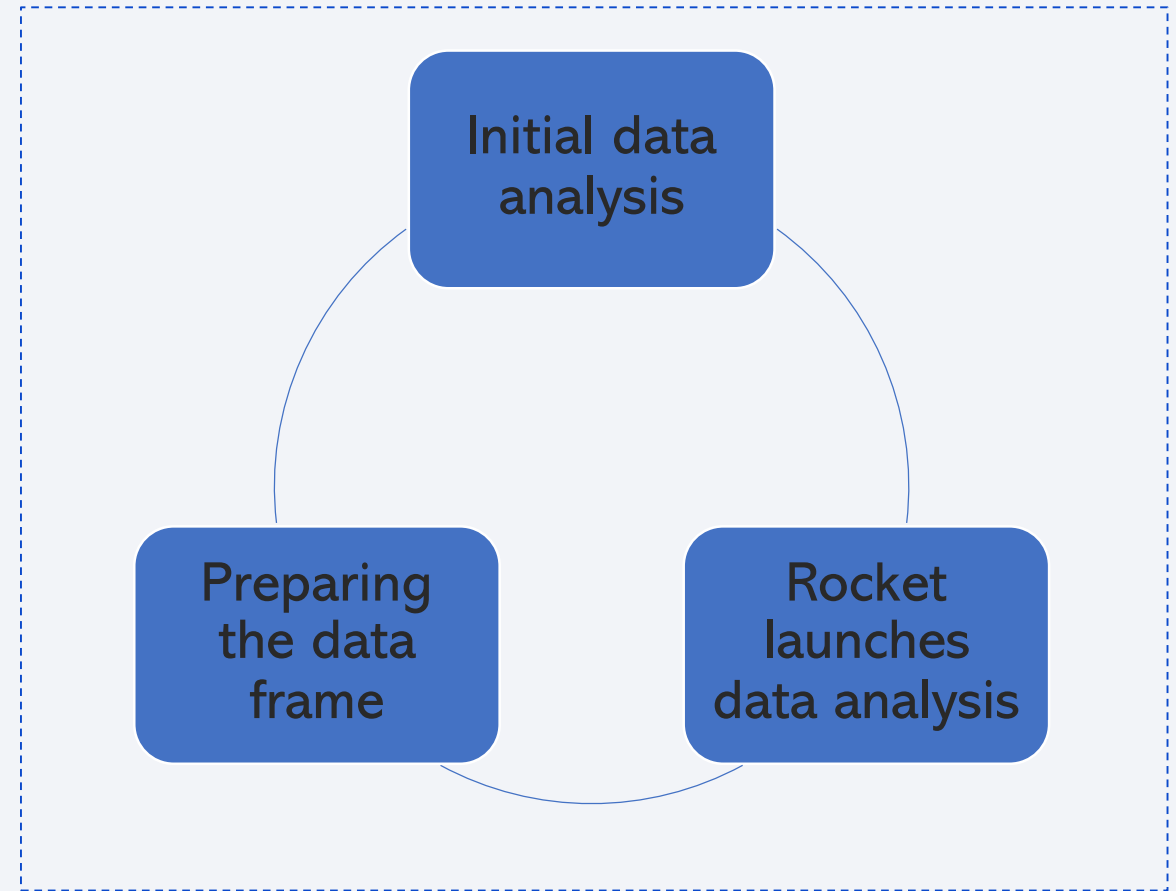 Initial data
analysis
Preparing
the data
frame
Rocket
launches
data analysis